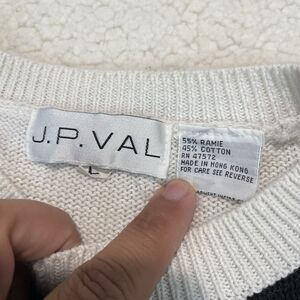 J.P.VAL
L
55% RAMIE
45% COTTON
RN 47572
MADE IN HONG KONG
FOR CARE SEE REVERSE